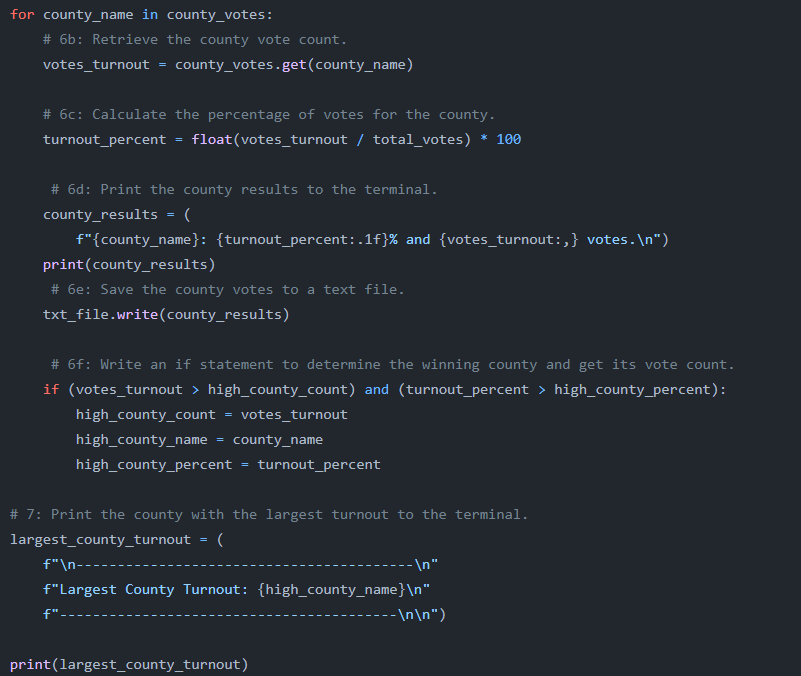 for county_name in county_votes:
    # 6b: Retrieve the county vote count.
    votes_turnout = county_votes.get(county_name)

    # 6c: Calculate the percentage of votes for the county.
    turnout_percent = float(votes_turnout / total_votes) * 100

     # 6d: Print the county results to the terminal.
    county_results = (
        f"{county_name}: {turnout_percent:.1f}% and {votes_turnout:,} votes.\n")
    print(county_results)
     # 6e: Save the county votes to a text file.
    txt_file.write(county_results)

     # 6f: Write an if statement to determine the winning county and get its vote count.
    if (votes_turnout > high_county_count) and (turnout_percent > high_county_percent):
        high_county_count = votes_turnout
        high_county_name = county_name
        high_county_percent = turnout_percent

# 7: Print the county with the largest turnout to the terminal.
largest_county_turnout = (
    f"\n-----------------------------------------\n"
    f"Largest County Turnout: {high_county_name}\n"
    f"-----------------------------------------\n\n")

print(largest_county_turnout)